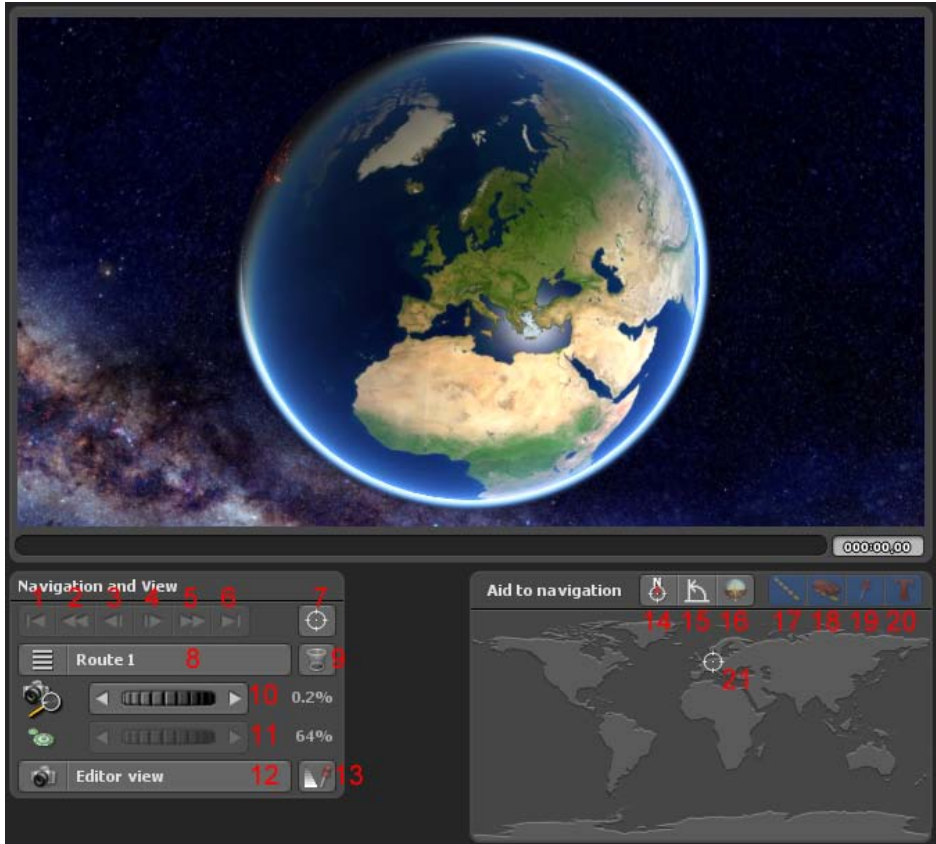 000:00,00
Navigation and View
1 2 3 4 5 6 7
Route 1 8 9
10 0.2%
11 64%
Editor view 12 13
Aid to navigation N
14 15 16 17 18 19 20
21